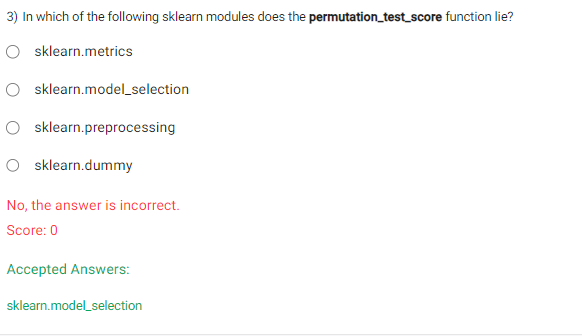 3) In which of the following sklearn modules does the permutation_test_score function lie?
sklearn.metrics
sklearn.model_selection
sklearn.preprocessing
sklearn.dummy
No, the answer is incorrect.
Score: 0
Accepted Answers:
sklearn.model_selection